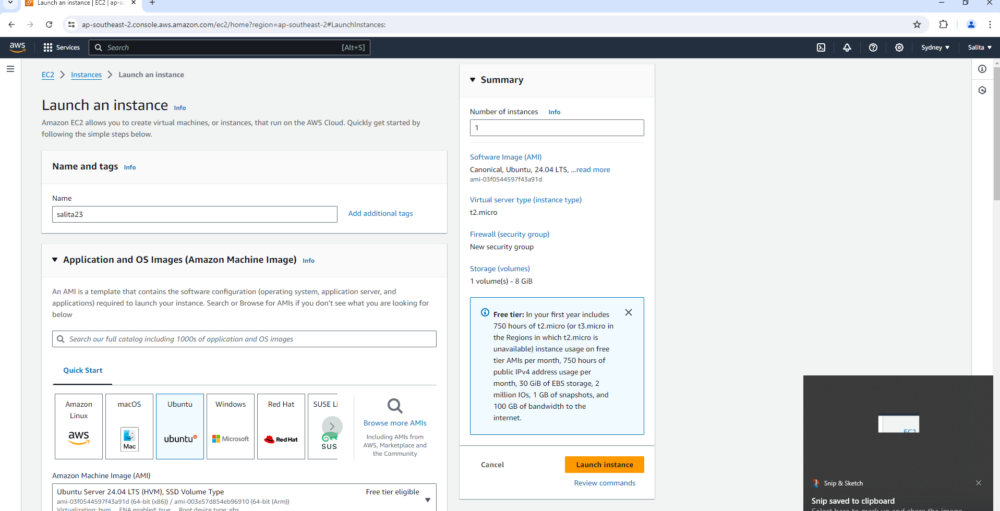 Launch an instance | EC2 | ap-so
ap-southeast-2.console.aws.amazon.com/ec2/home?region=ap-southeast-2#LaunchInstances:
aws
Services
Search
[Alt+S]
Sydney
Salita
EC2
Instances
Launch an instance
Launch an instance
Info
Amazon EC2 allows you to create virtual machines, or instances, that run on the AWS Cloud. Quickly get started by
following the simple steps below.
Name and tags
Info
Name
salita23
Add additional tags
Application and OS Images (Amazon Machine Image)
Info
An AMI is a template that contains the software configuration (operating system, application server, and
applications) required to launch your instance. Search or Browse for AMIs if you don't see what you are looking for
below
Search our full catalog including 1000s of application and OS images
Quick Start
Amazon
Linux
aws
macOS
Mac
Ubuntu
ubuntu
Windows
Microsoft
Red Hat
Red Hat
SUSE Li
SUS
Browse more AMIs
Including AMIs from
AWS, Marketplace and
the Community
Amazon Machine Image (AMI)
Ubuntu Server 24.04 LTS (HVM), SSD Volume Type
Free tier eligible
ami-03f0544597f43a91d (64-bit (x86)) / ami-003e57d854eb96910 (64-bit (Arm))
Virtualization: hvm ENA enabled: true Root device type: ebs
Summary
Number of instances
Info
1
Software Image (AMI)
Canonical, Ubuntu, 24.04 LTS, ...read more
ami-03f0544597f43a91d
Virtual server type (instance type)
t2.micro
Firewall (security group)
New security group
Storage (volumes)
1 volume(s) - 8 GiB
Free tier: In your first year includes
750 hours of t2.micro (or t3.micro in
the Regions in which t2.micro is
unavailable) instance usage on free
tier AMIs per month, 750 hours of
public IPv4 address usage per
month, 30 GiB of EBS storage, 2
million IOs, 1 GB of snapshots, and
100 GB of bandwidth to the
internet.
Cancel
Launch instance
Review commands
EC2
Snip & Sketch
Snip saved to clipboard
Select here to mark up and share the image